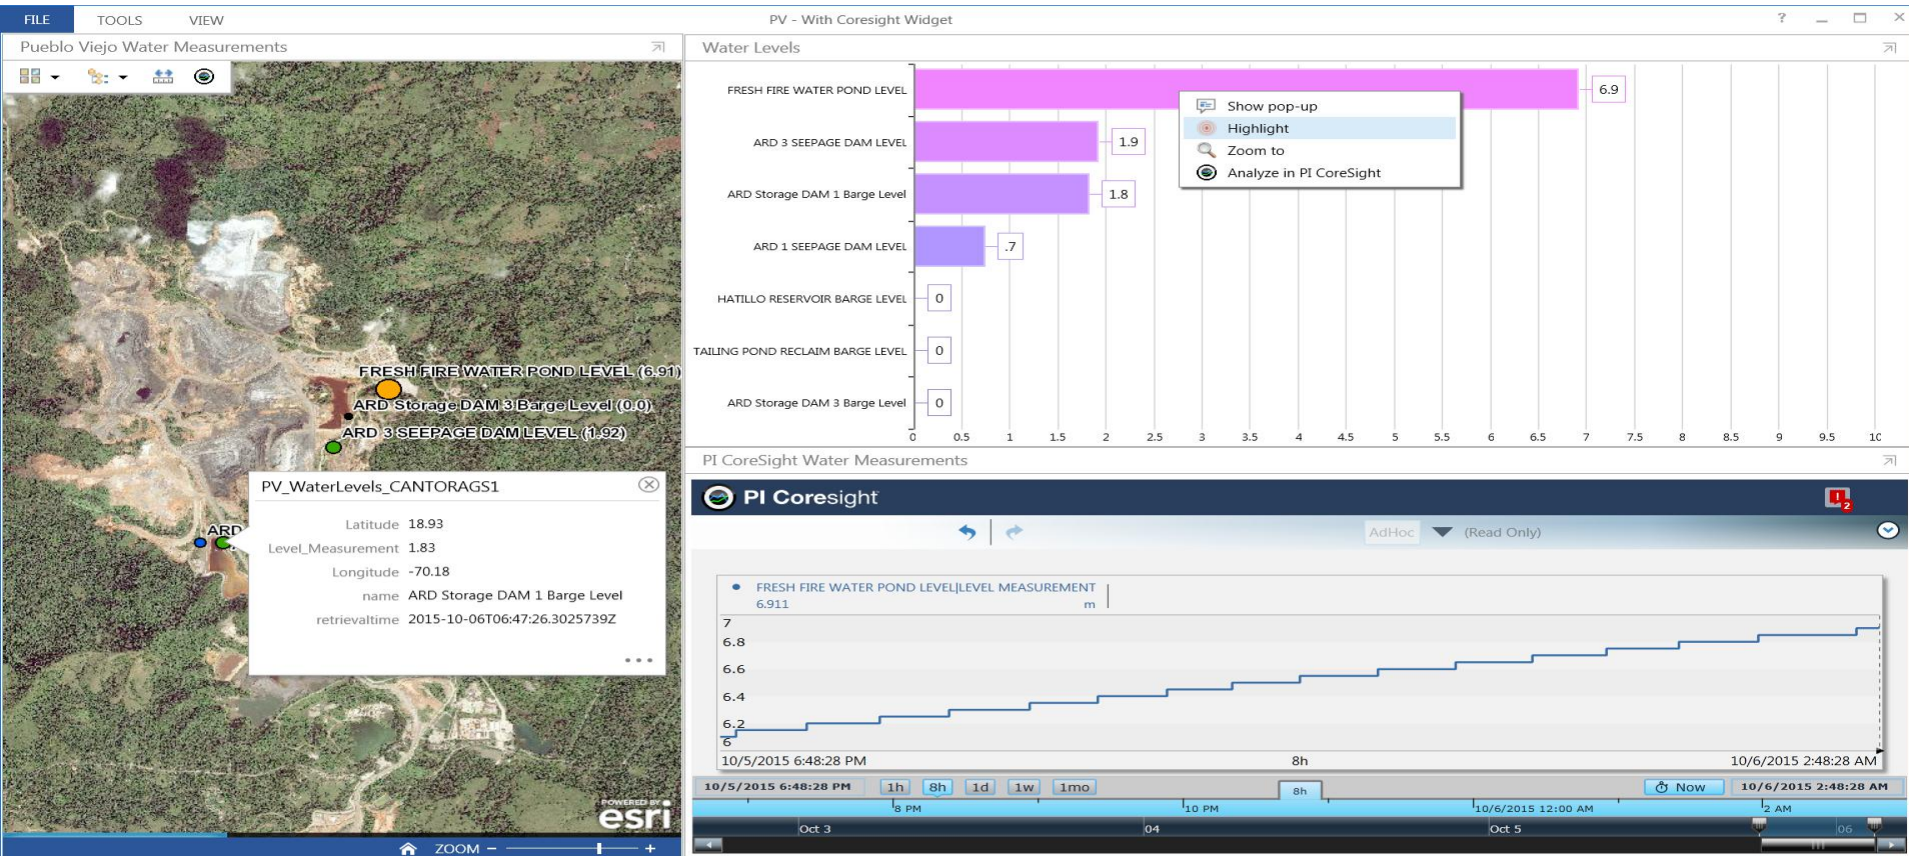 FILE TOOLS VIEW PV - With Coresight Widget ?
Pueblo Viejo Water Measurements
FRESH FIRE WATER POND LEVEL (6.91)
ARD Storage DAM 3 Barge Level (0.0)
ARD 3 SEEPAGE DAM LEVEL (1.92)
ARD
PV_WaterLevels_CANTORAGS1
Latitude 18.93
Level_Measurement 1.83
Longitude -70.18
name ARD Storage DAM 1 Barge Level
retrievaltime 2015-10-06T06:47:26.3025739Z
POWERED BY
esri
ZOOM
Water Levels
FRESH FIRE WATER POND LEVEL 6.9
ARD 3 SEEPAGE DAM LEVEL 1.9
ARD Storage DAM 1 Barge Level 1.8
ARD 1 SEEPAGE DAM LEVEL .7
HATILLO RESERVOIR BARGE LEVEL 0
TAILING POND RECLAIM BARGE LEVEL 0
ARD Storage DAM 3 Barge Level 0
0 0.5 1 1.5 2 2.5 3 3.5 4 4.5 5 5.5 6 6.5 7 7.5 8 8.5 9 9.5 10
Show pop-up
Highlight
Zoom to
Analyze in PI CoreSight
PI CoreSight Water Measurements
PI Coresight ! 2
AdHoc (Read Only)
FRESH FIRE WATER POND LEVEL|LEVEL MEASUREMENT
6.911 m
7
6.8
6.6
6.4
6.2
6
10/5/2015 6:48:28 PM 8h 10/6/2015 2:48:28 AM
10/5/2015 6:48:28 PM 1h 8h 1d 1w 1mo 8h Now 10/6/2015 2:48:28 AM
8 PM 10 PM 10/6/2015 12:00 AM 2 AM
Oct 3 04 Oct 5 06